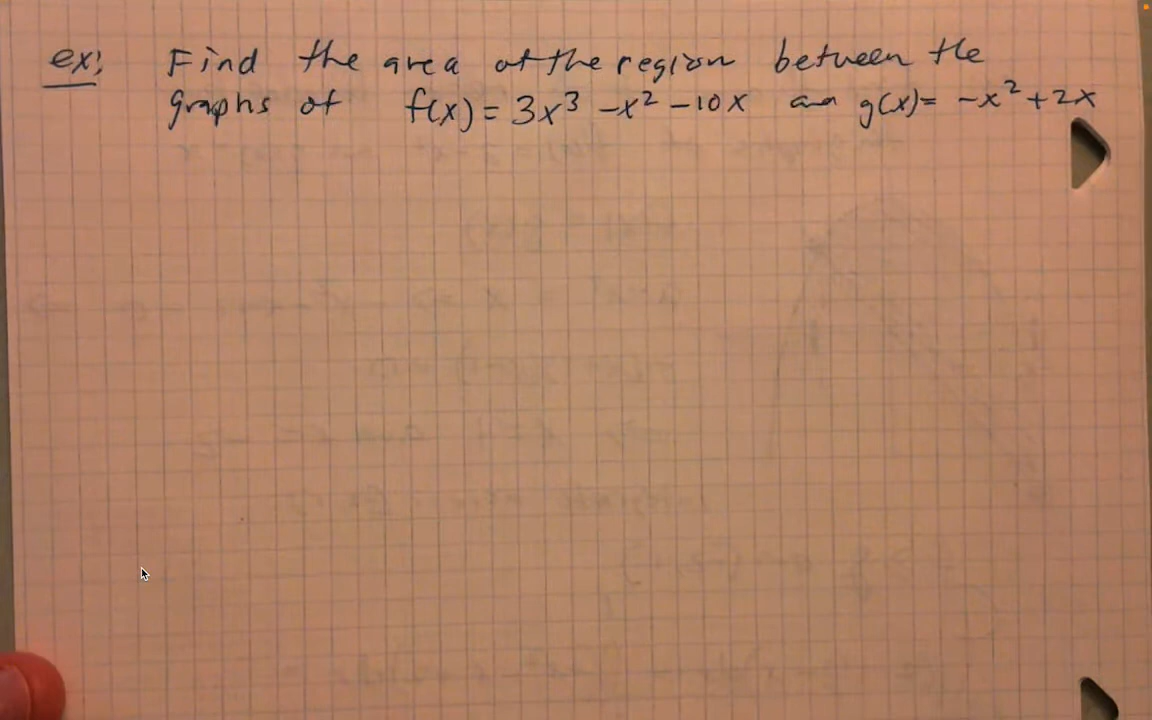 ex: Find the area of the region between the
graphs of f(x) = 3x³ - x² - 10x and g(x) = -x² + 2x